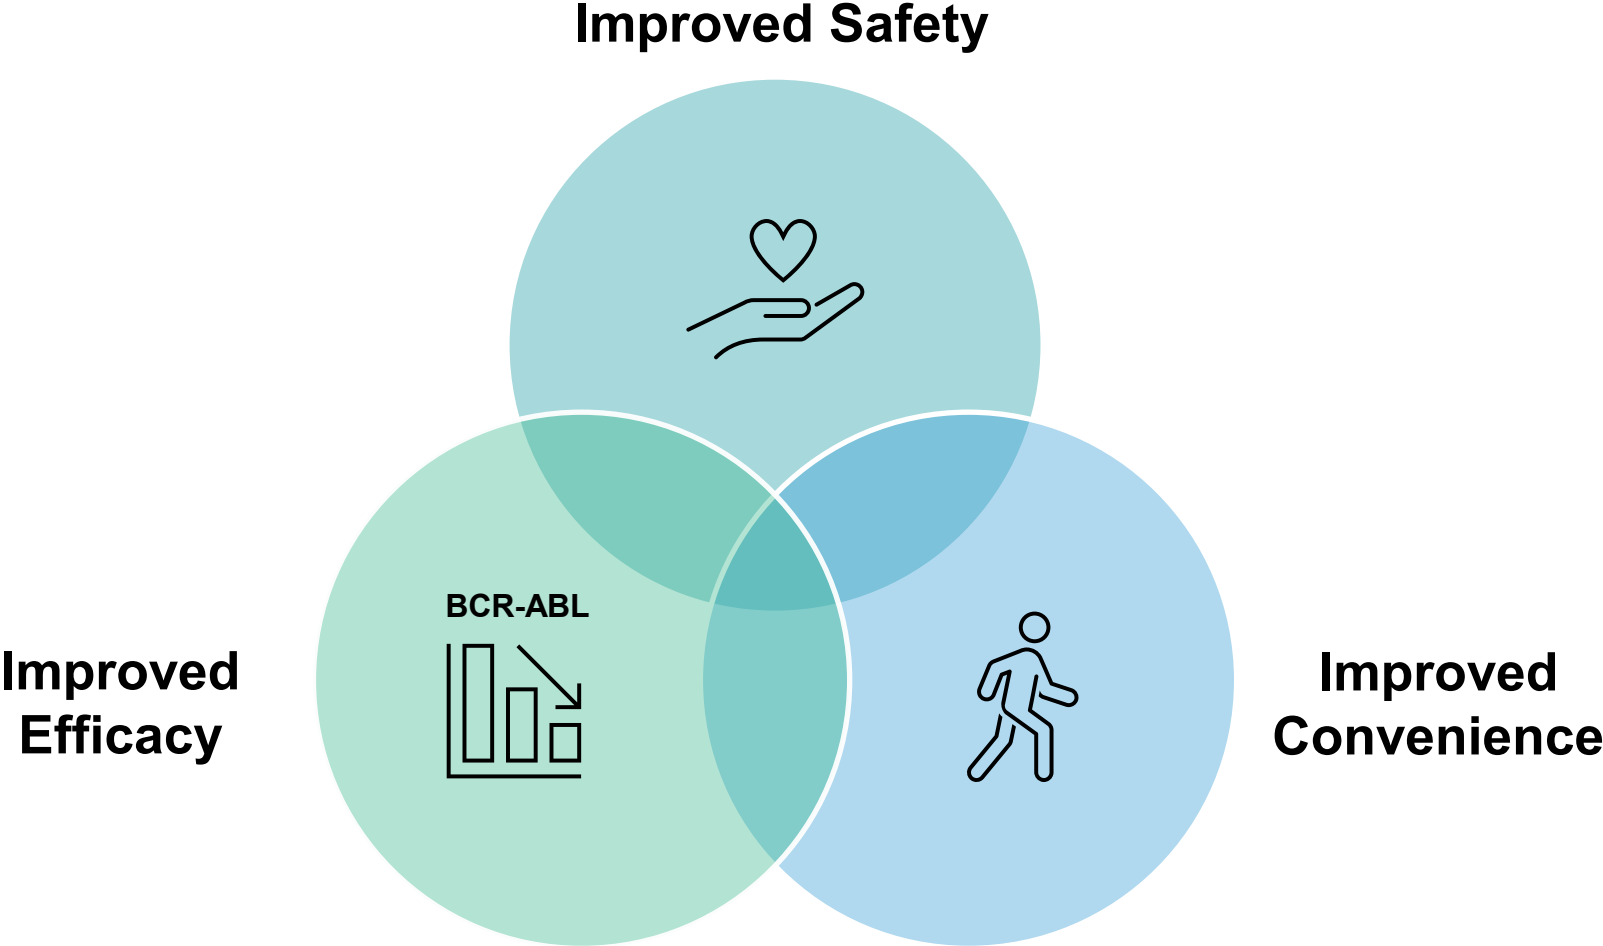 Improved Safety
BCR-ABL
Improved
Efficacy
Improved
Convenience